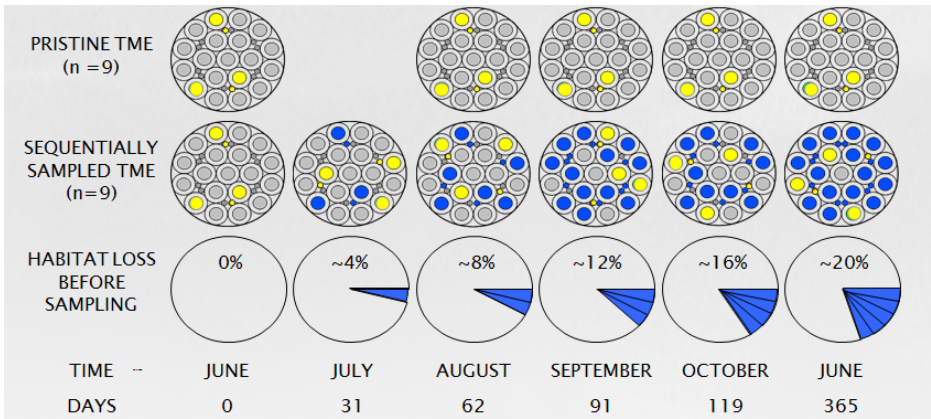 PRISTINE TME
(n =9)
SEQUENTIALLY
SAMPLED TME
(n=9)
HABITAT LOSS
BEFORE
SAMPLING
0% ~4% ~8% ~12% ~16% ~20%
TIME -- JUNE JULY AUGUST SEPTEMBER OCTOBER JUNE
DAYS 0 31 62 91 119 365